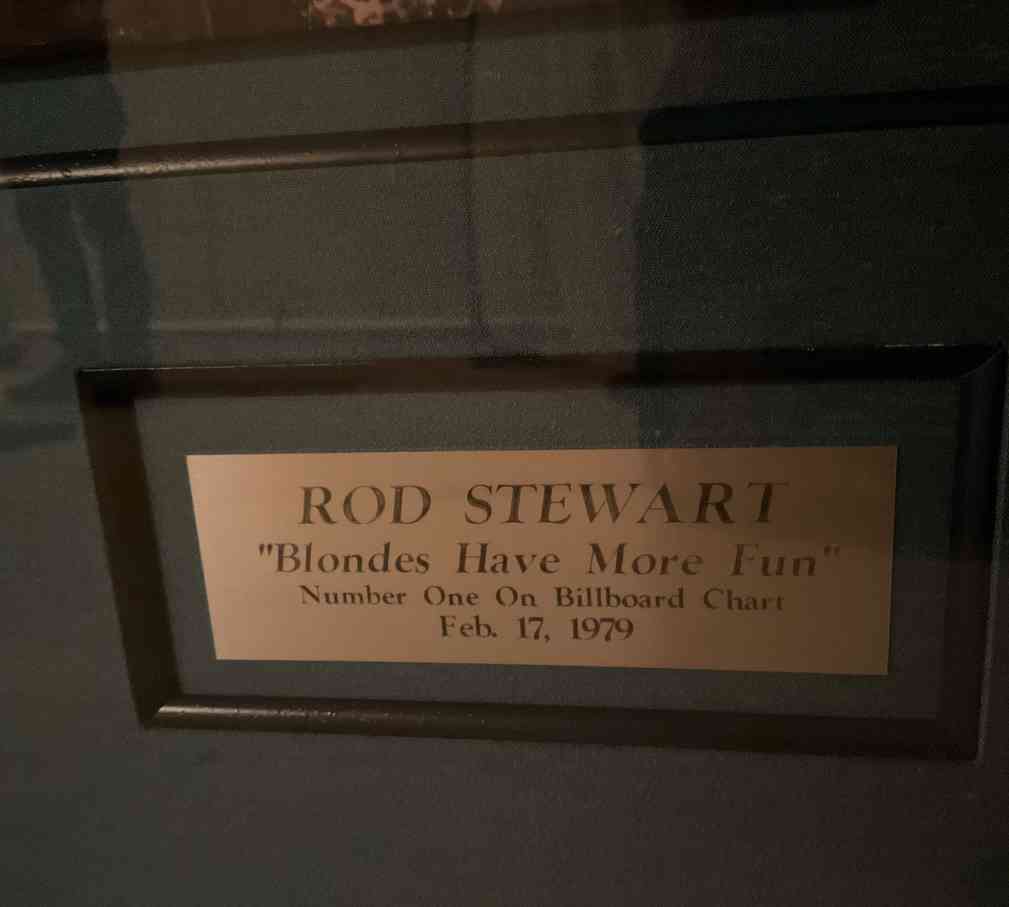 ROD STEWART
"Blondes Have More Fun"
Number One On Billboard Chart
Feb. 17, 1979